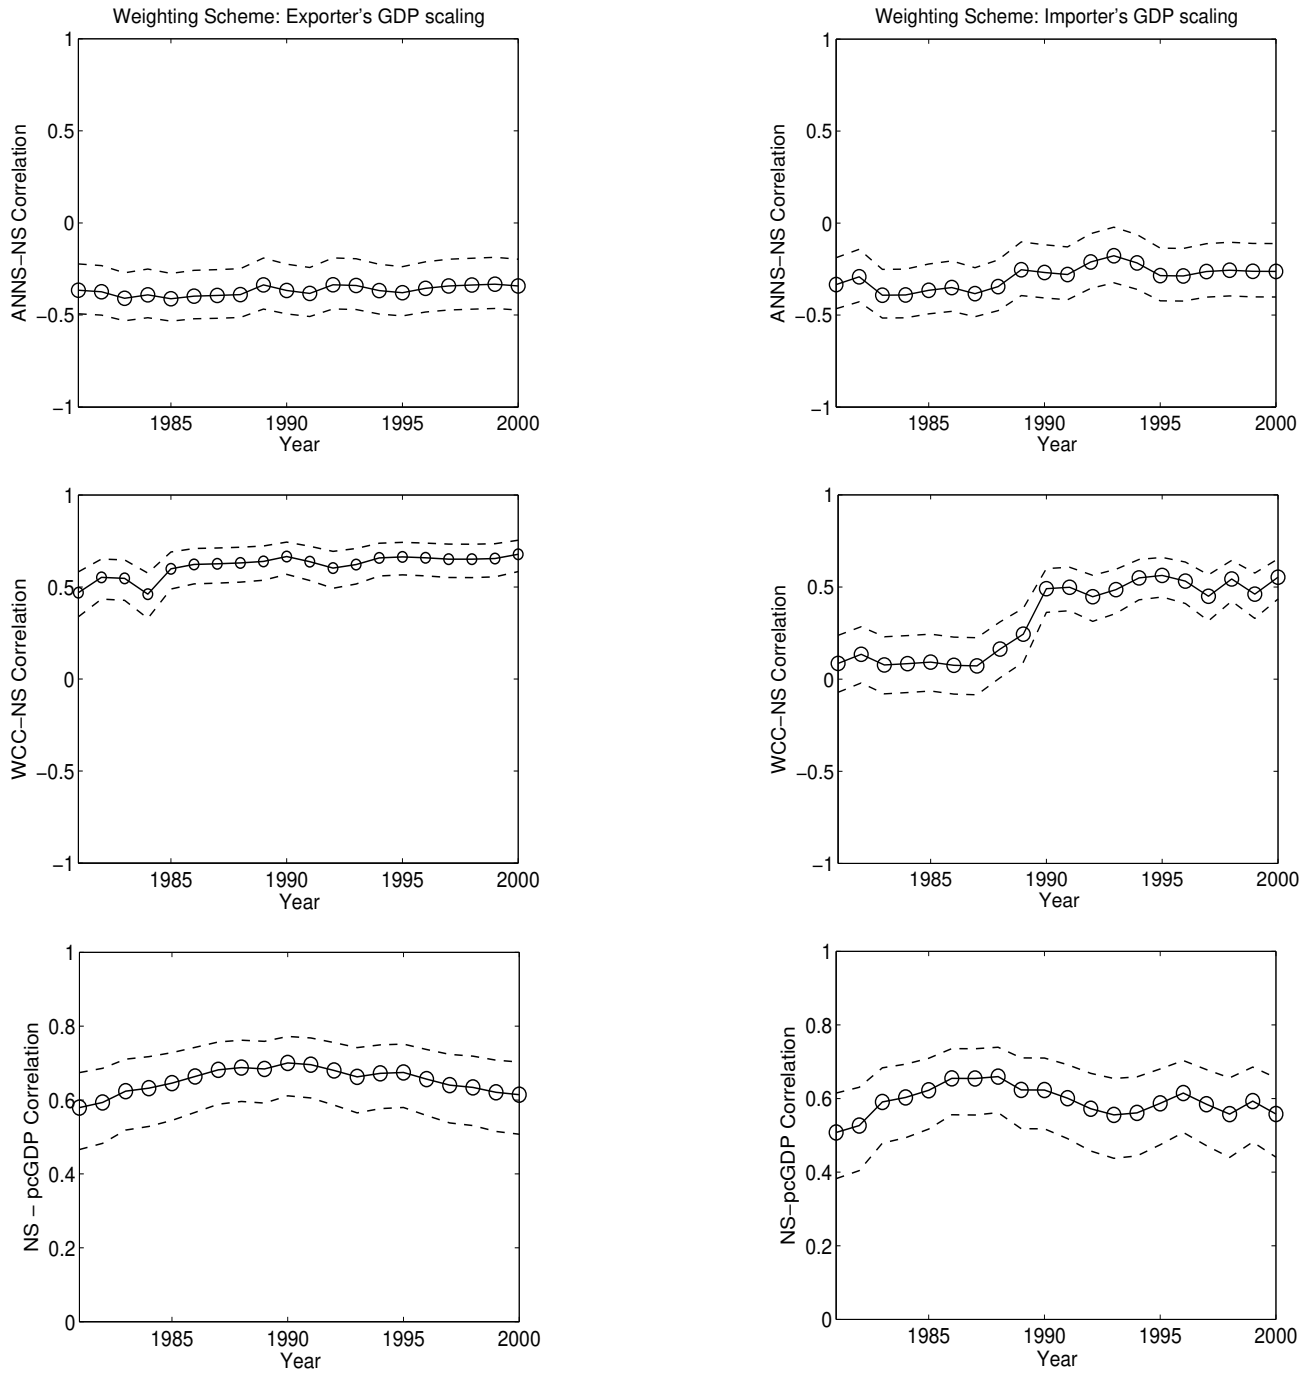 Weighting Scheme: Exporter's GDP scaling
1
0.5
0
−0.5
−1
ANNS−NS Correlation
1985 1990 1995 2000
Year
Weighting Scheme: Importer's GDP scaling
1
0.5
0
−0.5
−1
ANNS−NS Correlation
1985 1990 1995 2000
Year
1
0.5
0
−0.5
−1
WCC−NS Correlation
1985 1990 1995 2000
Year
1
0.5
0
−0.5
−1
WCC−NS Correlation
1985 1990 1995 2000
Year
1
0.8
0.6
0.4
0.2
0
NS − pcGDP Correlation
1985 1990 1995 2000
Year
1
0.8
0.6
0.4
0.2
0
NS−pcGDP Correlation
1985 1990 1995 2000
Year